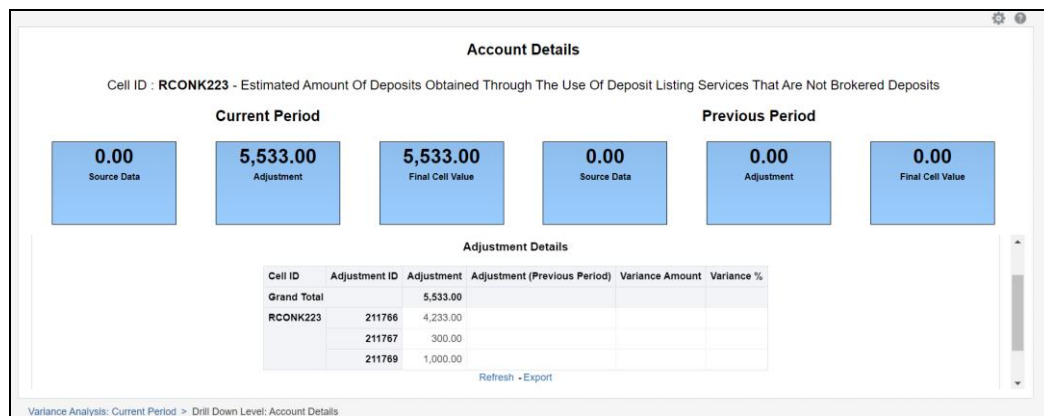 Account Details
Cell ID : RCONK223 - Estimated Amount Of Deposits Obtained Through The Use Of Deposit Listing Services That Are Not Brokered Deposits
Current Period
Previous Period
0.00
Source Data
5,533.00
Adjustment
5,533.00
Final Cell Value
0.00
Source Data
0.00
Adjustment
0.00
Final Cell Value
Adjustment Details
Cell ID Adjustment ID Adjustment Adjustment (Previous Period) Variance Amount Variance %
Grand Total 5,533.00
RCONK223 211766 4,233.00
211767 300.00
211769 1,000.00
Refresh - Export
Variance Analysis: Current Period > Drill Down Level: Account Details